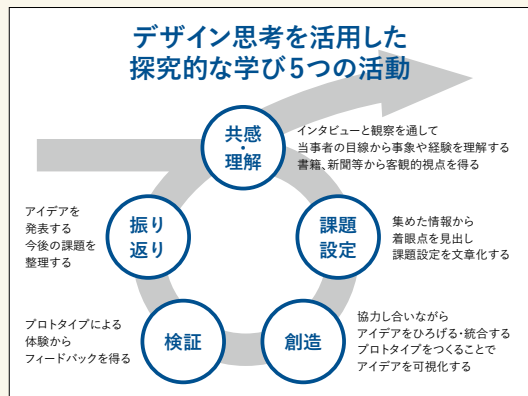 デザイン思考を活用した
探究的な学び5つの活動
共感
・
理解
インタビューと観察を通して
当事者の目線から事象や経験を理解する
書籍、新聞等から客観的視点を得る
課題
設定
集めた情報から
着眼点を見出し
課題設定を文章化する
創造
協力し合いながら
アイデアをひろげる・統合する
プロトタイプをつくることで
アイデアを可視化する
検証
プロトタイプによる
体験から
フィードバックを得る
振り
返り
アイデアを
発表する
今後の課題を
整理する